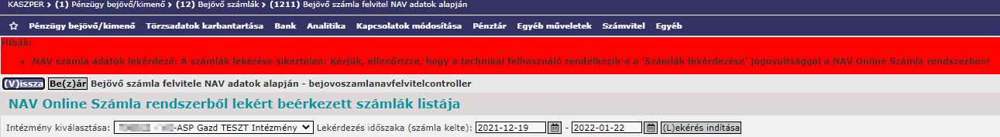 KASZPER > (1) Pénzügy bejövő/kimenő > (12) Bejövő számlák > (1211) Bejövő számla felvitel NAV adatok alapján
Pénzügy bejövő/kimenő Törzsadatok karbantartása Bank Analitika Kapcsolatok módosítása Pénztár Egyéb műveletek Számvitel Egyéb
Hibák:
• NAV számla adatok lekérdező: A számlák lekérése sikertelen: Kérjük, ellenőrizze, hogy a technikai felhasználó rendelkezik-e a 'Számlák lekérdezése' jogosultsággal a NAV Online Számla rendszerben!
(V)issza Be(z)ár Bejövő számla felvitele NAV adatok alapján - bejovoszamlanavfelvitelcontroller
NAV Online Számla rendszerből lekért beérkezett számlák listája
Intézmény kiválasztása: -ASP Gazd TESZT Intézmény Lekérdezés időszaka (számla kelte): 2021-12-19 - 2022-01-22 (L)ekérés indítása